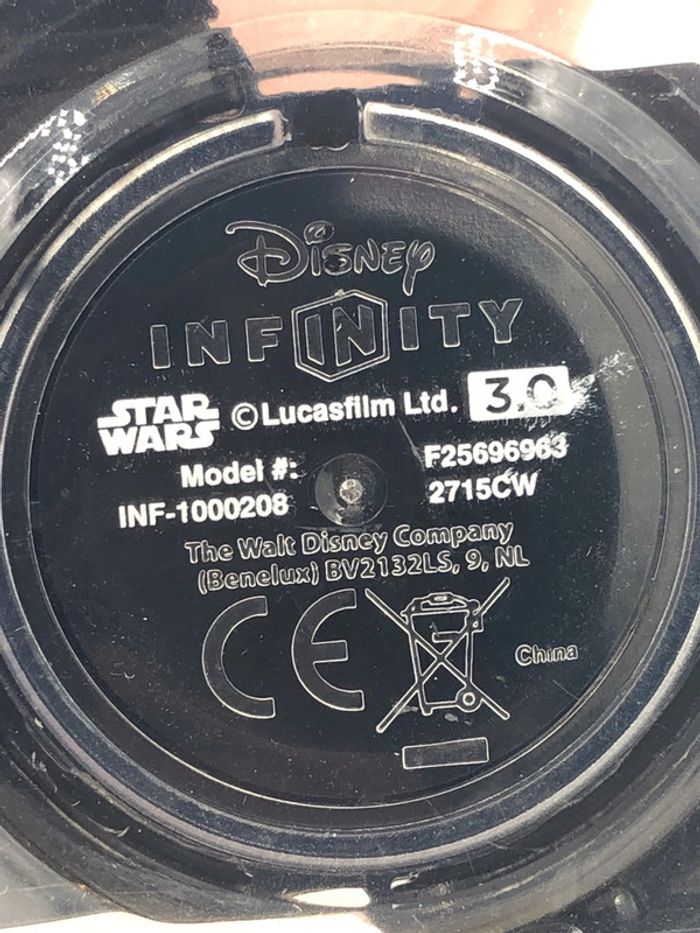 Disney
INFINITY
STAR WARS © Lucasfilm Ltd. 3.0
Model #: F25696963
INF-1000208 2715CW
The Walt Disney Company
(Benelux) BV2132LS, 9, NL
CE
China